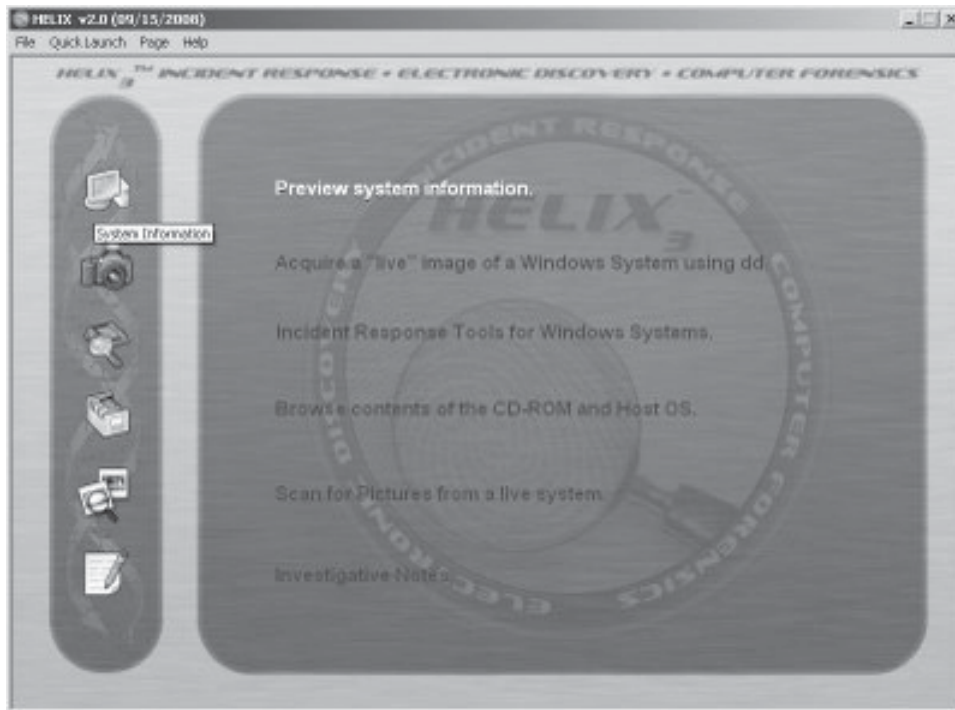 HELIX v2.0 (09/15/2008)
File Quick Launch Page Help
HELIX3™ INCIDENT RESPONSE • ELECTRONIC DISCOVERY • COMPUTER FORENSICS
INCIDENT RESPONSE
COMPUTER FORENSICS
ELECTRONIC DISCOVERY
HELIX3™
Preview system information.
System Information
Acquire a "live" image of a Windows System using dd
Incident Response Tools for Windows Systems.
Browse contents of the CD-ROM and Host OS.
Scan for Pictures from a live system.
Investigative Notes